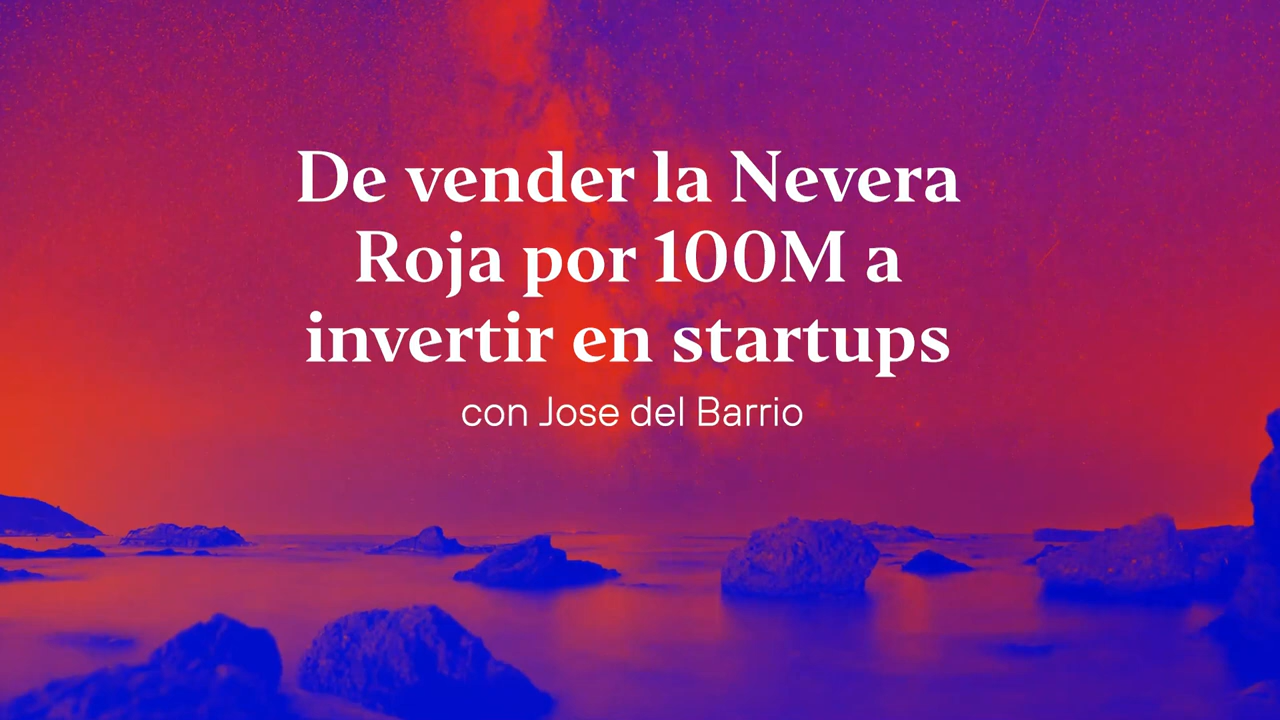 De vender la Nevera
Roja por 100M a
invertir en startups
con Jose del Barrio